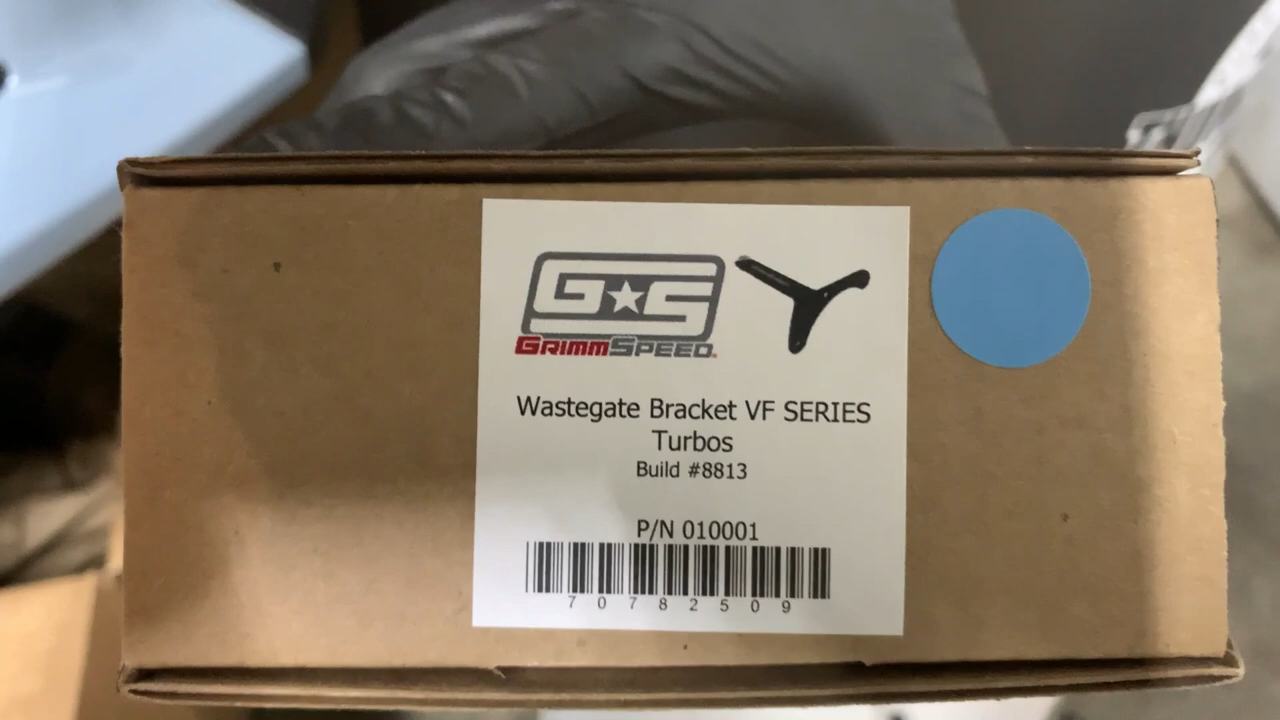 G★S
GRIMMSPEED
Wastegate Bracket VF SERIES
Turbos
Build #8813
P/N 010001
70782509